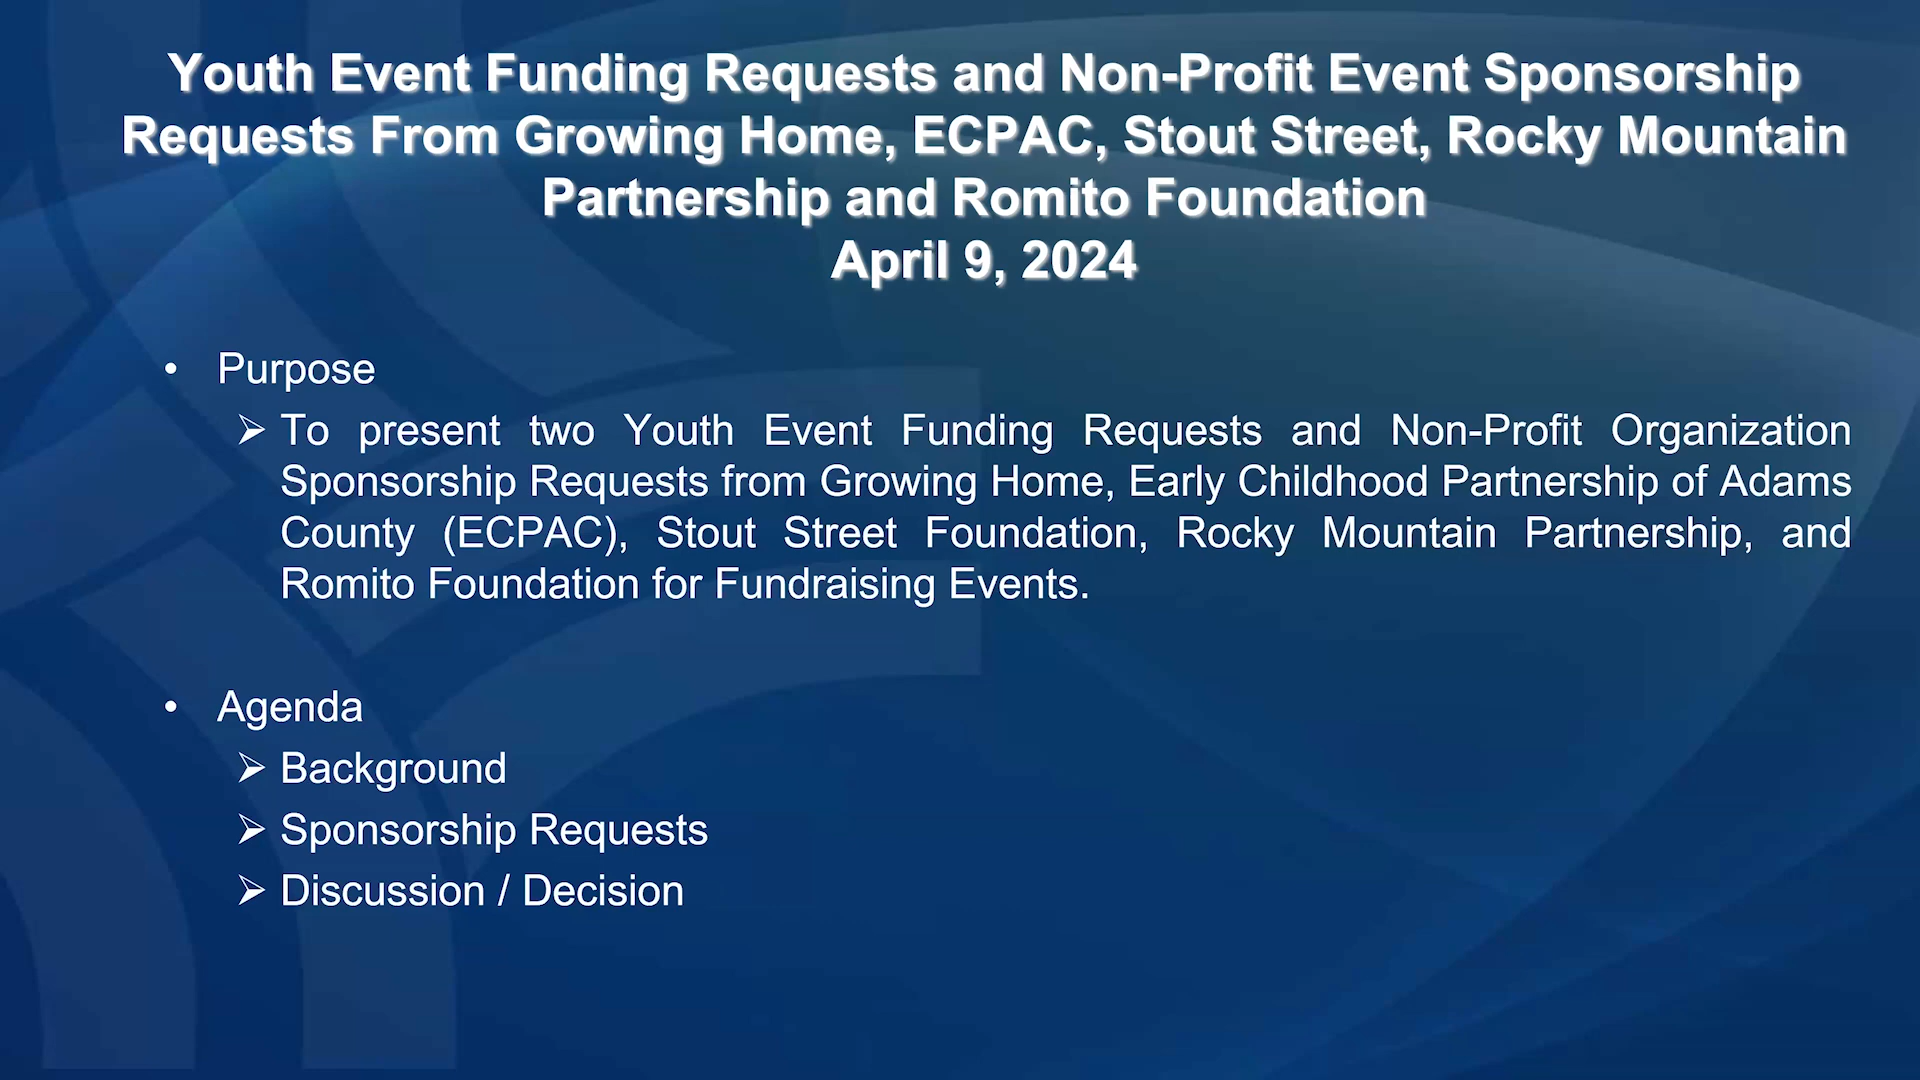 Youth Event Funding Requests and Non-Profit Event Sponsorship
Requests From Growing Home, ECPAC, Stout Street, Rocky Mountain
Partnership and Romito Foundation
April 9, 2024
• Purpose
➢ To present two Youth Event Funding Requests and Non-Profit Organization
Sponsorship Requests from Growing Home, Early Childhood Partnership of Adams
County (ECPAC), Stout Street Foundation, Rocky Mountain Partnership, and
Romito Foundation for Fundraising Events.
• Agenda
➢ Background
➢ Sponsorship Requests
➢ Discussion / Decision